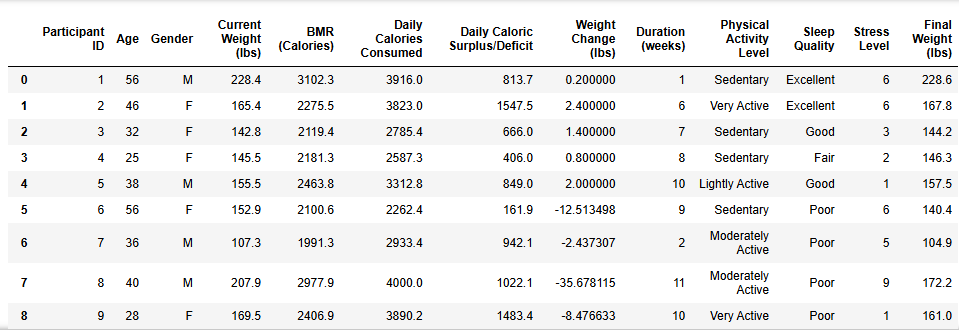 Participant ID Age Gender Current Weight (lbs) BMR (Calories) Daily Calories Consumed Daily Caloric Surplus/Deficit Weight Change (lbs) Duration (weeks) Physical Activity Level Sleep Quality Stress Level Final Weight (lbs)
0 1 56 M 228.4 3102.3 3916.0 813.7 0.200000 1 Sedentary Excellent 6 228.6
1 2 46 F 165.4 2275.5 3823.0 1547.5 2.400000 6 Very Active Excellent 6 167.8
2 3 32 F 142.8 2119.4 2785.4 666.0 1.400000 7 Sedentary Good 3 144.2
3 4 25 F 145.5 2181.3 2587.3 406.0 0.800000 8 Sedentary Fair 2 146.3
4 5 38 M 155.5 2463.8 3312.8 849.0 2.000000 10 Lightly Active Good 1 157.5
5 6 56 F 152.9 2100.6 2262.4 161.9 -12.513498 9 Sedentary Poor 6 140.4
6 7 36 M 107.3 1991.3 2933.4 942.1 -2.437307 2 Moderately Active Poor 5 104.9
7 8 40 M 207.9 2977.9 4000.0 1022.1 -35.678115 11 Moderately Active Poor 9 172.2
8 9 28 F 169.5 2406.9 3890.2 1483.4 -8.476633 10 Very Active Poor 1 161.0